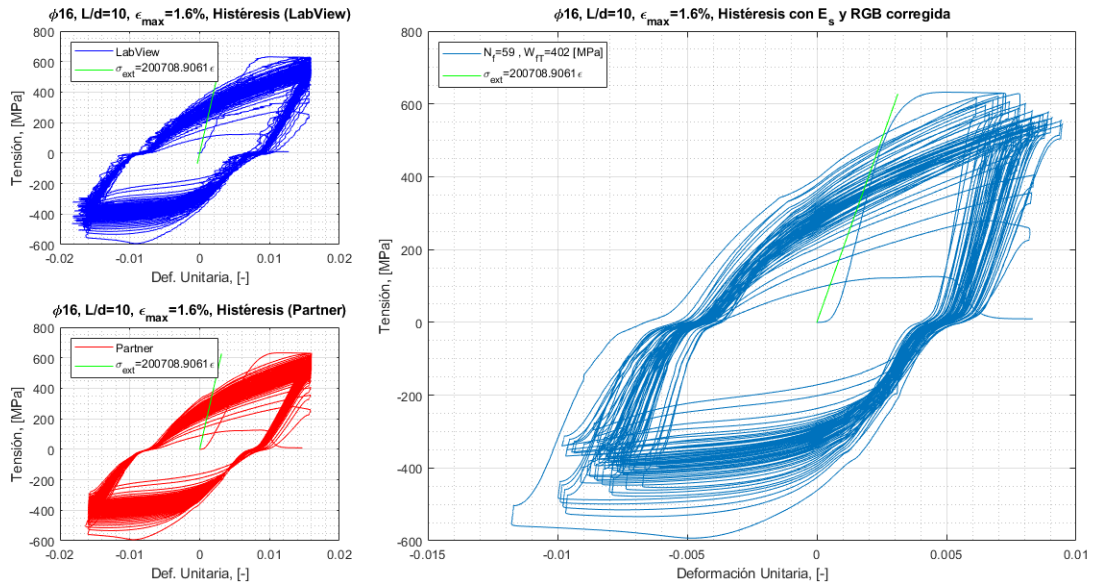 ϕ16, L/d=10, ϵmax=1.6%, Histéresis (LabView)
Tensión, [MPa]
800
600
400
200
0
-200
-400
-600
LabView
σext=200708.9061 ϵ
-0.02
-0.01
0
0.01
0.02
Def. Unitaria, [-]
ϕ16, L/d=10, ϵmax=1.6%, Histéresis (Partner)
Tensión, [MPa]
800
600
400
200
0
-200
-400
-600
Partner
σext=200708.9061 ϵ
-0.02
-0.01
0
0.01
0.02
Def. Unitaria, [-]
ϕ16, L/d=10, ϵmax=1.6%, Histéresis con Es y RGB corregida
Tensión, [MPa]
800
600
400
200
0
-200
-400
-600
Nf=59 , WfT=402 [MPa]
σext=200708.9061 ϵ
-0.015
-0.01
-0.005
0
0.005
0.01
Deformación Unitaria, [-]